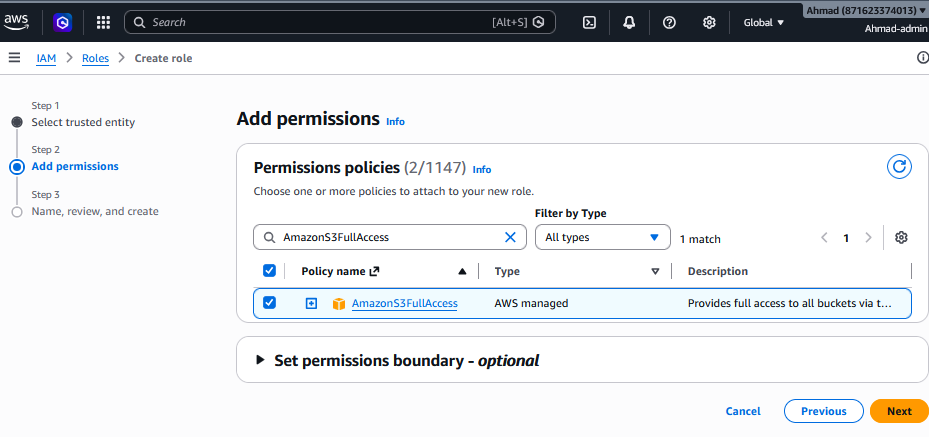 aws
Search [Alt+S]
Global
Ahmad (871623374013)
Ahmad-admin
IAM > Roles > Create role
Step 1
Select trusted entity
Step 2
Add permissions
Step 3
Name, review, and create
Add permissions Info
Permissions policies (2/1147) Info
Choose one or more policies to attach to your new role.
Filter by Type
AmazonS3FullAccess
All types
1 match
1
Policy name Type Description
AmazonS3FullAccess AWS managed Provides full access to all buckets via t...
Set permissions boundary - optional
Cancel Previous Next